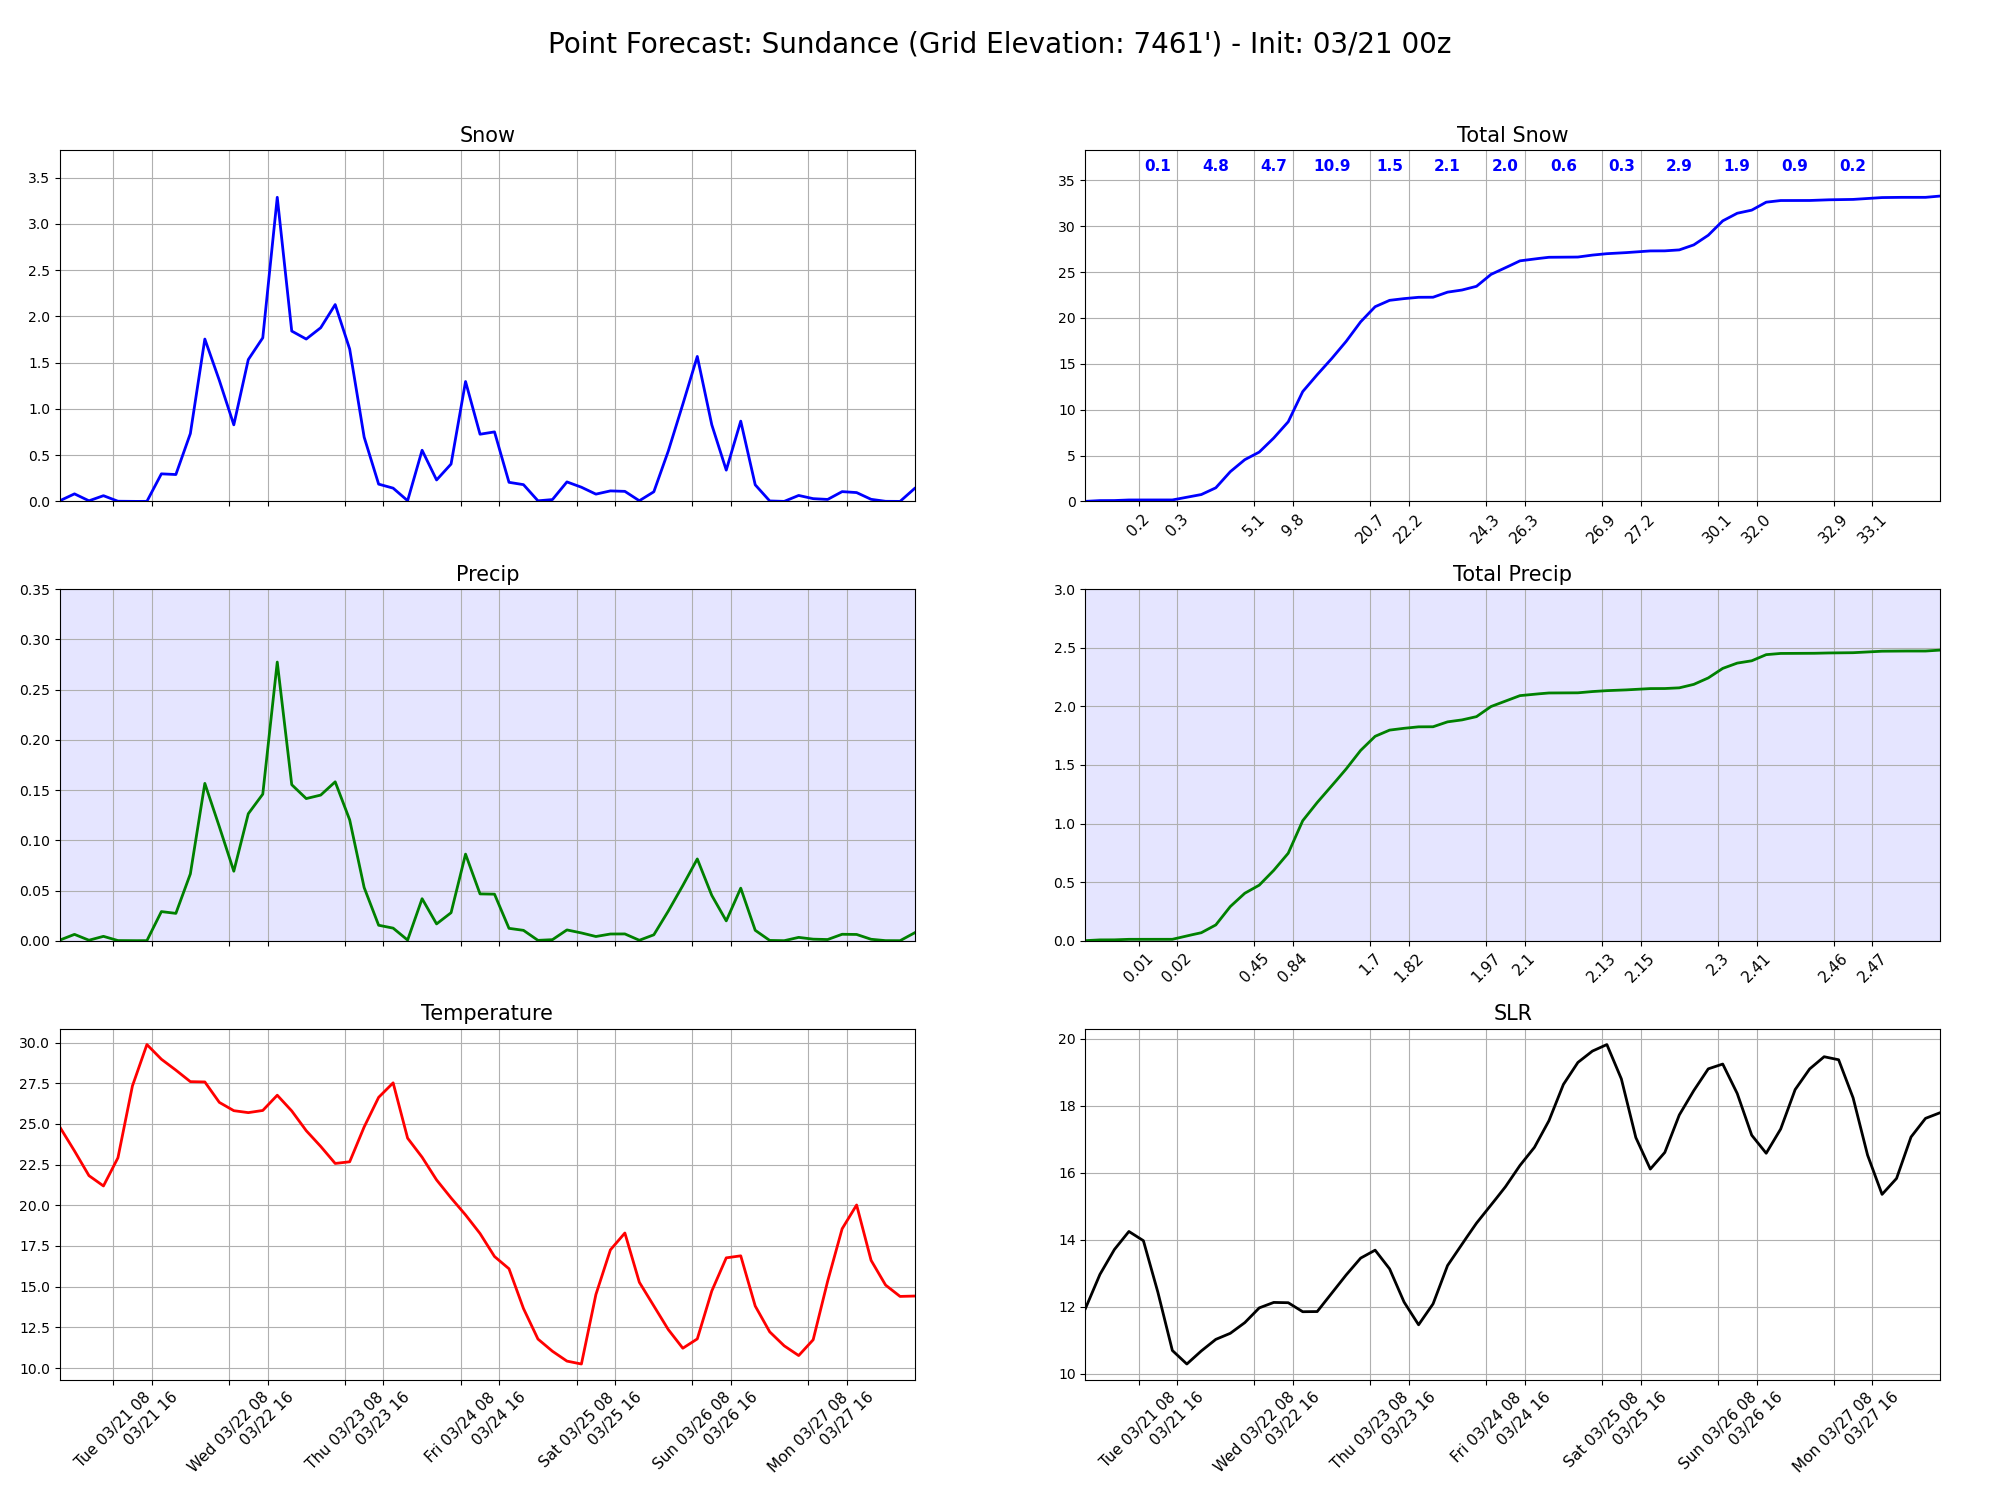 Point Forecast: Sundance (Grid Elevation: 7461') - Init: 03/21 00z
Snow
3.5
3.0
2.5
2.0
1.5
1.0
0.5
0.0
Total Snow
0.1 4.8 4.7 10.9 1.5 2.1 2.0 0.6 0.3 2.9 1.9 0.9 0.2
35
30
25
20
15
10
5
0
0.2 0.3 5.1 9.8 20.7 22.2 24.3 26.3 26.9 27.2 30.1 32.0 32.9 33.1
Precip
0.35
0.30
0.25
0.20
0.15
0.10
0.05
0.00
Total Precip
3.0
2.5
2.0
1.5
1.0
0.5
0.0
0.01 0.02 0.45 0.84 1.7 1.82 1.97 2.1 2.13 2.15 2.3 2.41 2.46 2.47
Temperature
30.0
27.5
25.0
22.5
20.0
17.5
15.0
12.5
10.0
Tue 03/21 08
03/21 16
Wed 03/22 08
03/22 16
Thu 03/23 08
03/23 16
Fri 03/24 08
03/24 16
Sat 03/25 08
03/25 16
Sun 03/26 08
03/26 16
Mon 03/27 08
03/27 16
SLR
20
18
16
14
12
10
Tue 03/21 08
03/21 16
Wed 03/22 08
03/22 16
Thu 03/23 08
03/23 16
Fri 03/24 08
03/24 16
Sat 03/25 08
03/25 16
Sun 03/26 08
03/26 16
Mon 03/27 08
03/27 16